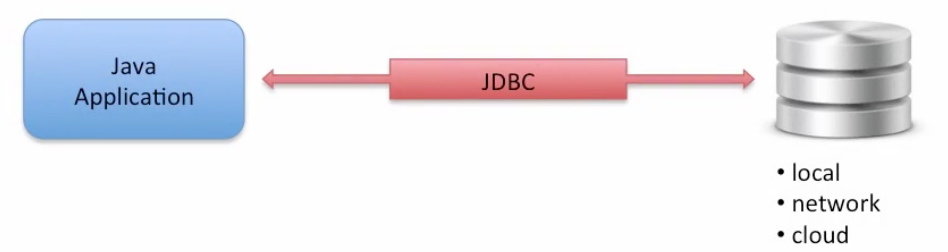 Java
Application
JDBC
• local
• network
• cloud